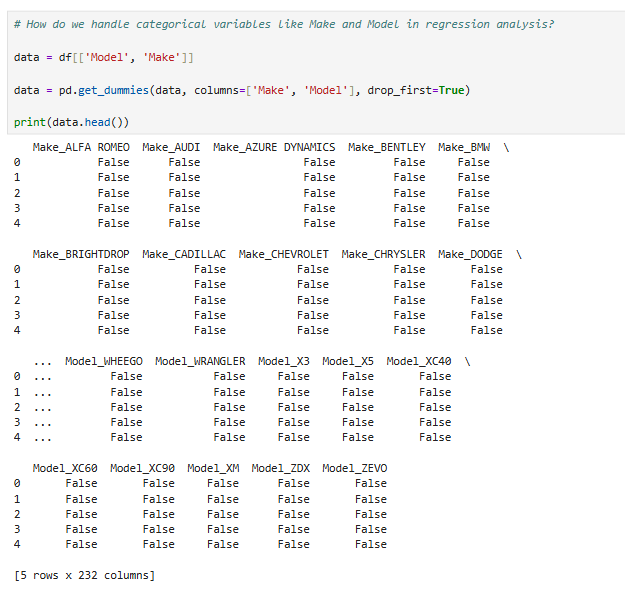 # How do we handle categorical variables like Make and Model in regression analysis?
data = df[['Model', 'Make']]
data = pd.get_dummies(data, columns=['Make', 'Model'], drop_first=True)
print(data.head())
Make_ALFA ROMEO Make_AUDI Make_AZURE DYNAMICS Make_BENTLEY Make_BMW \
0 False False False False False
1 False False False False False
2 False False False False False
3 False False False False False
4 False False False False False
Make_BRIGHTDROP Make_CADILLAC Make_CHEVROLET Make_CHRYSLER Make_DODGE \
0 False False False False False
1 False False False False False
2 False False False False False
3 False False False False False
4 False False False False False
... Model_WHEEGO Model_WRANGLER Model_X3 Model_X5 Model_XC40 \
0 ... False False False False False
1 ... False False False False False
2 ... False False False False False
3 ... False False False False False
4 ... False False False False False
Model_XC60 Model_XC90 Model_XM Model_ZDX Model_ZEVO
0 False False False False False
1 False False False False False
2 False False False False False
3 False False False False False
4 False False False False False
[5 rows x 232 columns]